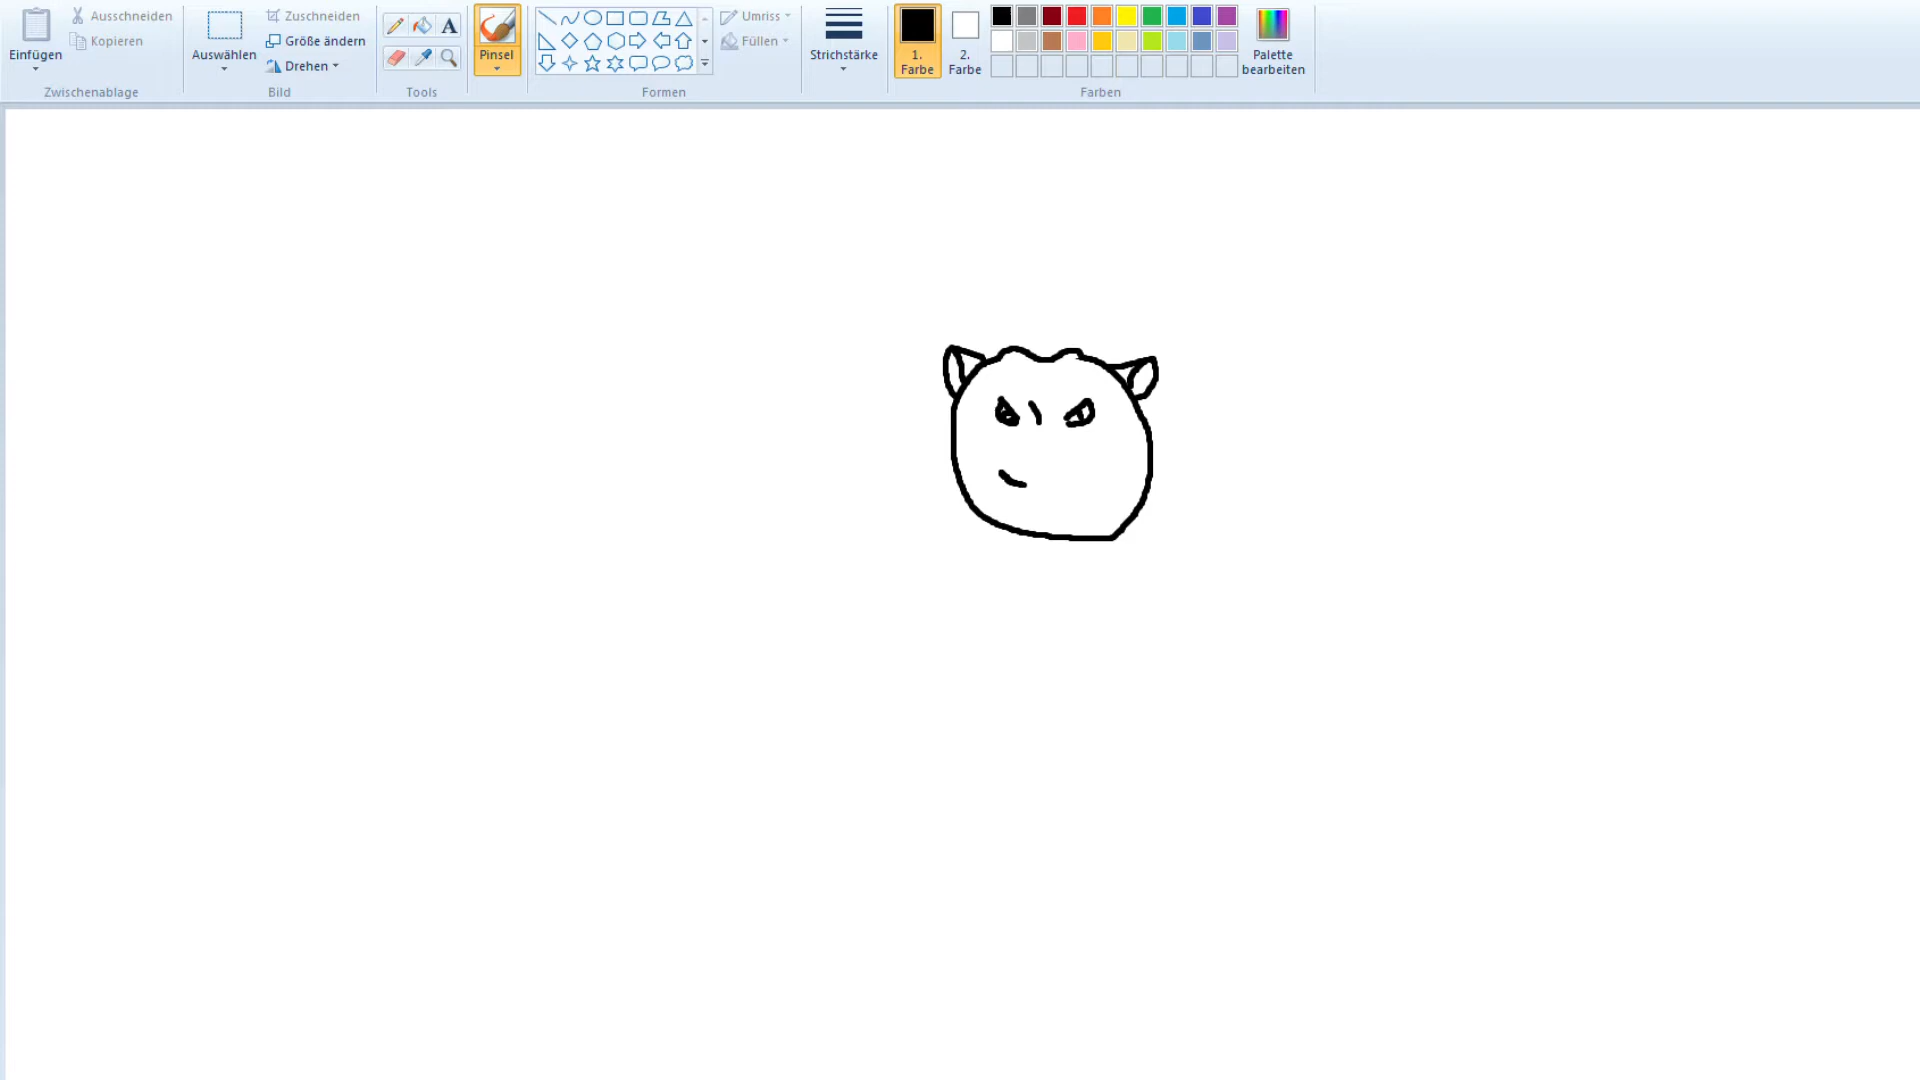 Einfügen
Ausschneiden
Kopieren
Zwischenablage
Auswählen
Zuschneiden
Größe ändern
Drehen
Bild
A
Tools
Pinsel
Formen
Umriss
Füllen
Strichstärke
1.
Farbe
2.
Farbe
Palette
bearbeiten
Farben